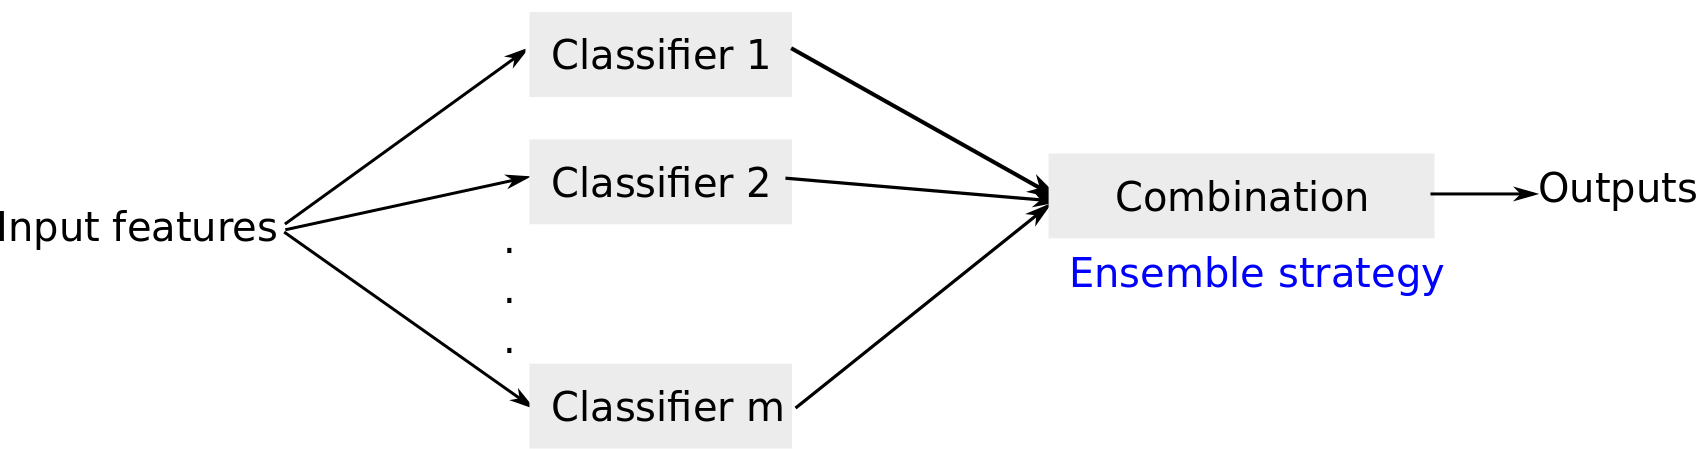 Classifier 1
Classifier 2
Input features
.
.
.
Classifier m
Combination
Ensemble strategy
Outputs